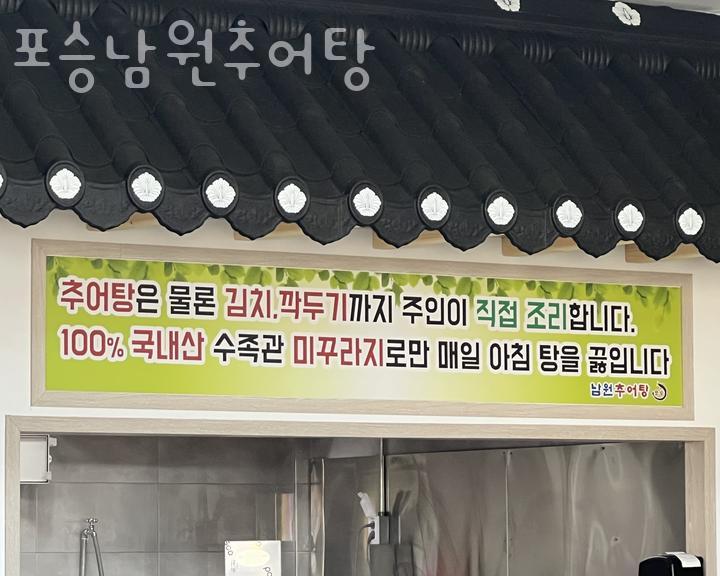 포승남원추어탕
추어탕은 물론 김치,깍두기까지 주인이 직접 조리합니다.
100% 국내산 수족관 미꾸라지로만 매일 아침 탕을 끓입니다
남원추어탕